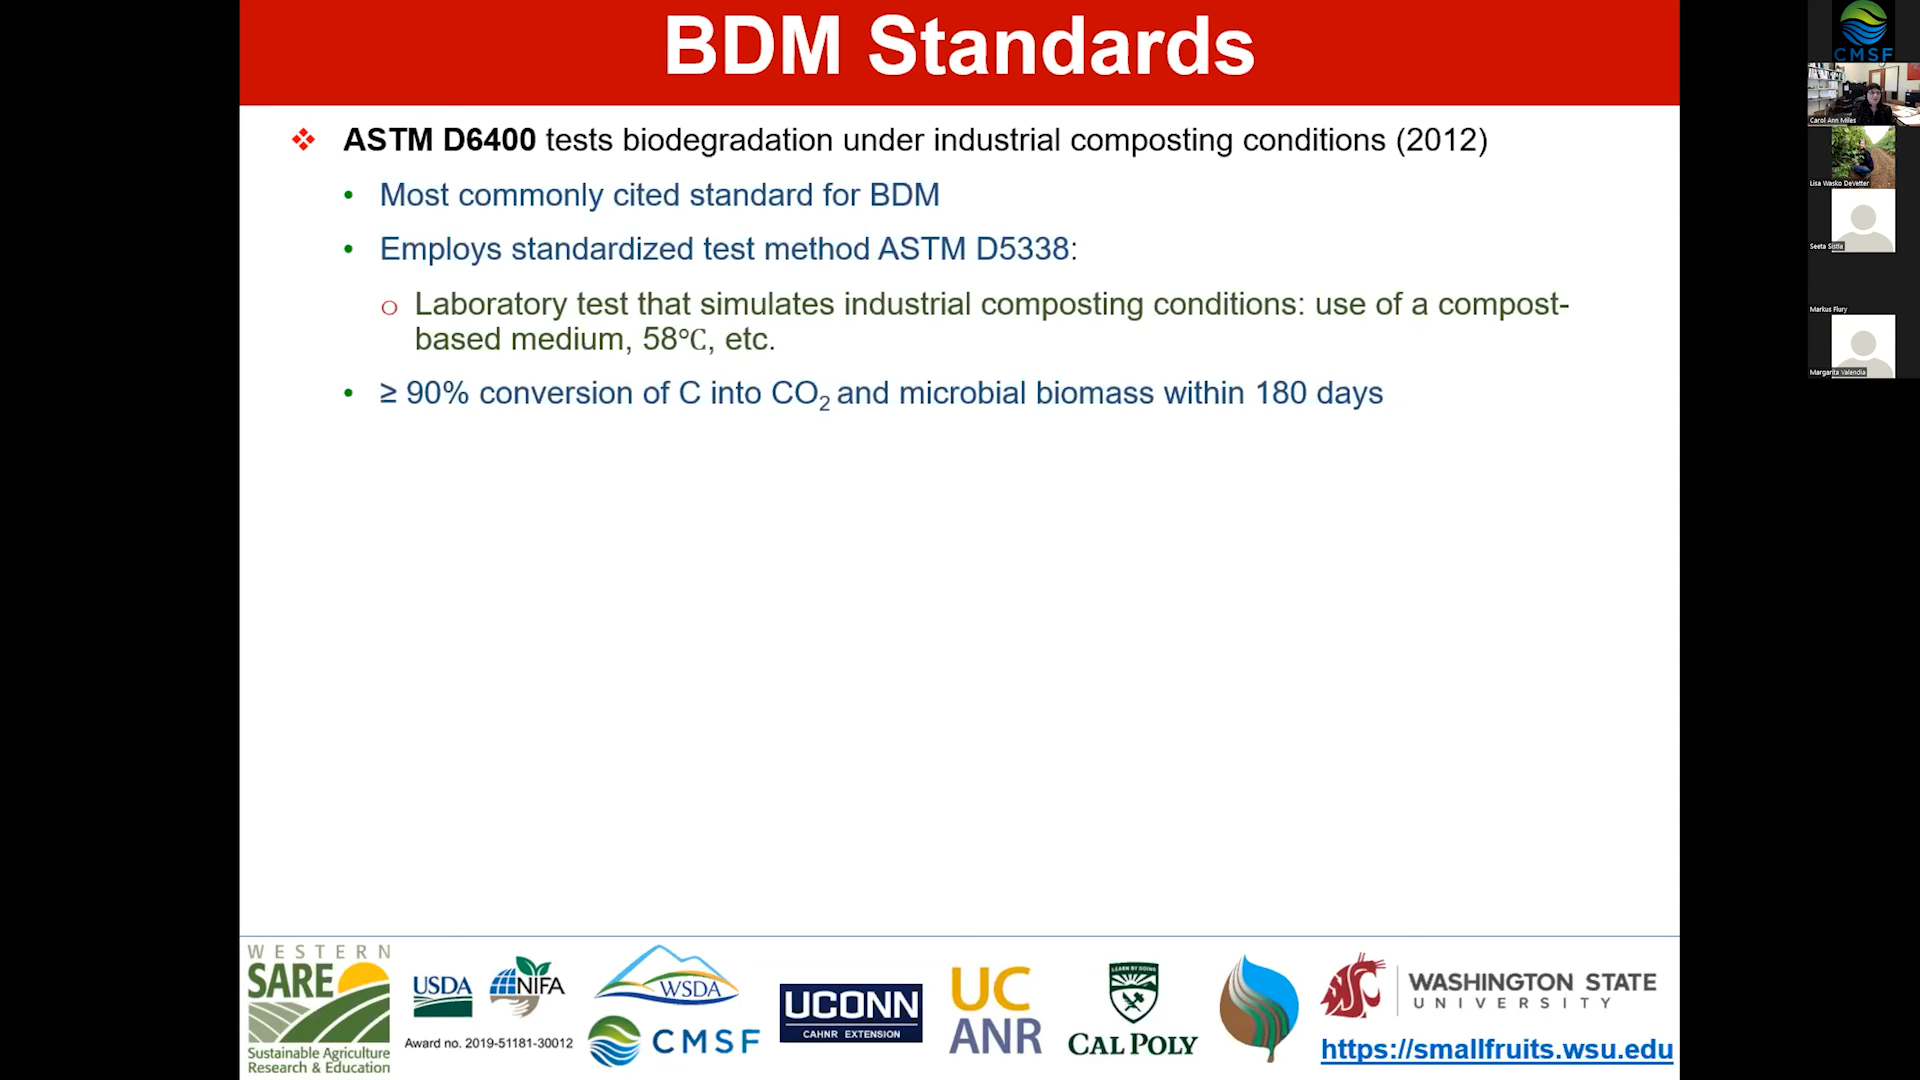 BDM Standards
ASTM D6400 tests biodegradation under industrial composting conditions (2012)
Most commonly cited standard for BDM
Employs standardized test method ASTM D5338:
Laboratory test that simulates industrial composting conditions: use of a compost-
based medium, 58℃, etc.
≥ 90% conversion of C into CO2 and microbial biomass within 180 days
CMSF
Carol Ann Miles
Lisa Wasko DeVetter
Seeta Sistla
Markus Flury
Margarita Valencia
WESTERN
SARE
Sustainable Agriculture
Research & Education
USDA
NIFA
Award no. 2019-51181-30012
WSDA
CMSF
UCONN
CAHNR EXTENSION
UC
ANR
LEARN BY DOING
CAL POLY
WASHINGTON STATE
UNIVERSITY
https://smallfruits.wsu.edu